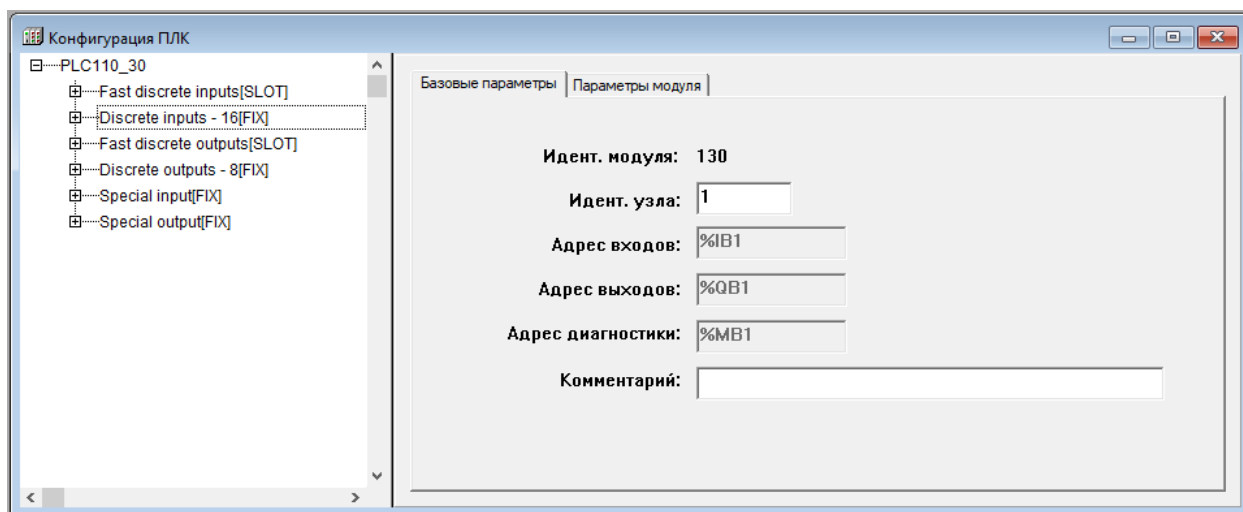 Конфигурация ПЛК
PLC110_30
Fast discrete inputs[SLOT]
Discrete inputs - 16[FIX]
Fast discrete outputs[SLOT]
Discrete outputs - 8[FIX]
Special input[FIX]
Special output[FIX]
Базовые параметры
Параметры модуля
Идент. модуля: 130
Идент. узла: 1
Адрес входов: %IB1
Адрес выходов: %QB1
Адрес диагностики: %MB1
Комментарий: